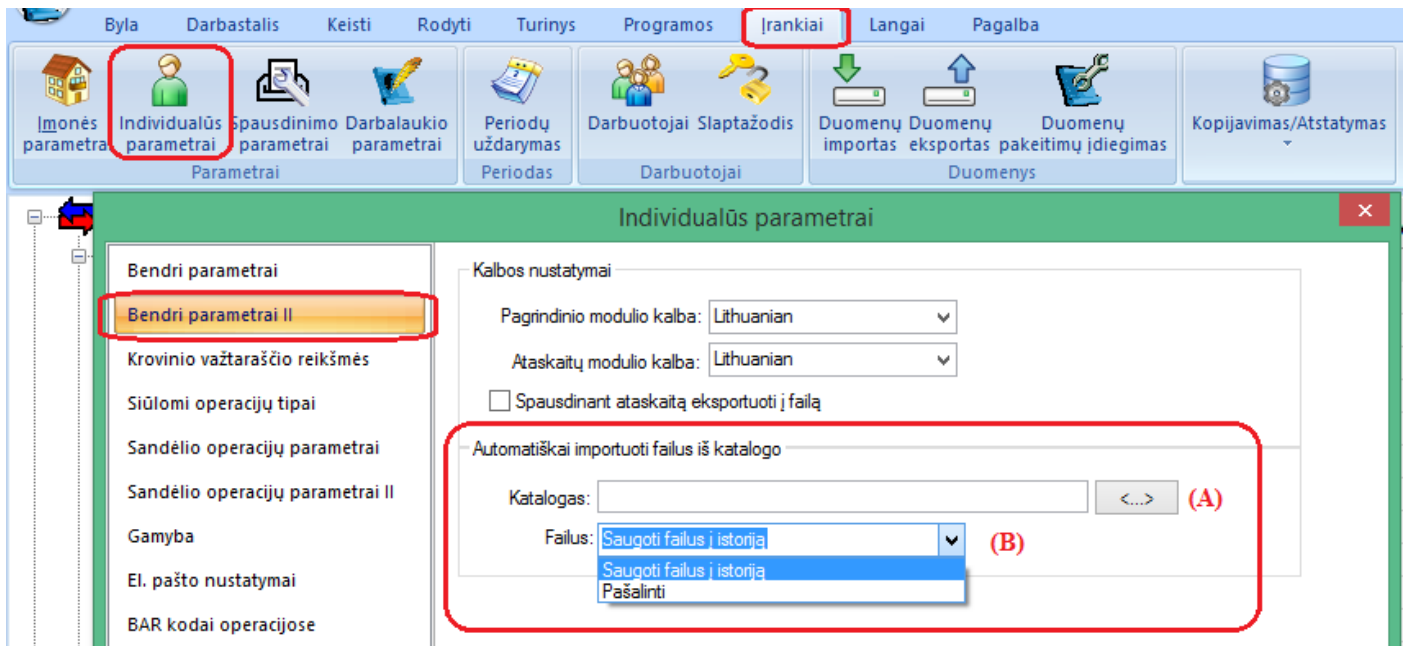 Byla Darbastalis Keisti Rodyti Turinys Programos Įrankiai Langai Pagalba
Įmonės parametra
Individualūs parametrai
Spausdinimo parametrai
Darbalaukio parametrai
Periodų uždarymas
Darbuotojai
Slaptažodis
Duomenų importas
Duomenų eksportas
Duomenų pakeitimų įdiegimas
Kopijavimas/Atstatymas
Parametrai Periodas Darbuotojai Duomenys
Individualūs parametrai
Bendri parametrai
Bendri parametrai II
Krovinio važtaraščio reikšmės
Siūlomi operacijų tipai
Sandėlio operacijų parametrai
Sandėlio operacijų parametrai II
Gamyba
El. pašto nustatymai
BAR kodai operacijose
Kalbos nustatymai
Pagrindinio modulio kalba: Lithuanian
Ataskaitų modulio kalba: Lithuanian
Spausdinant ataskaitą eksportuoti į failą
Automatiškai importuoti failus iš katalogo
Katalogas: <...> (A)
Failus: Saugoti failus į istoriją (B)
Saugoti failus į istoriją
Pašalinti